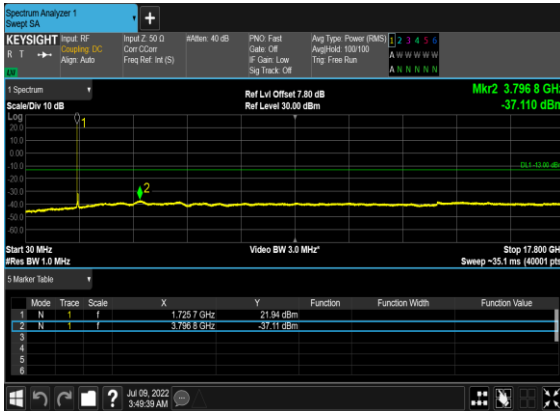 Spectrum Analyzer 1
Swept SA
+
KEYSIGHT Input: RF Input Z: 50 Ω #Atten: 40 dB PNO: Fast Avg Type: Power (RMS) 1 2 3 4 5 6
R T Coupling: DC Corr CCorr Gate: Off Avg|Hold: 100/100 A W W W W W
Align: Auto Freq Ref: Int (S) IF Gain: Low Trig: Free Run
Sig Track: Off A N N N N N
1 Spectrum
Scale/Div 10 dB
Ref Lvl Offset 7.80 dB
Ref Level 30.00 dBm
Mkr2 3.796 8 GHz
-37.110 dBm
Log
20.0
10.0
0.00
-10.0
-20.0
-30.0
-40.0
-50.0
-60.0
1
2
DL1 -13.00 dBm
Start 30 MHz Video BW 3.0 MHz* Stop 17.800 GH
#Res BW 1.0 MHz Sweep ~35.1 ms (40001 pts
5 Marker Table
Mode Trace Scale X Y Function Function Width Function Value
1 N 1 f 1.725 7 GHz 21.94 dBm
2 N 1 f 3.796 8 GHz -37.11 dBm
3
4
5
6
?
Jul 09, 2022
3:49:39 AM